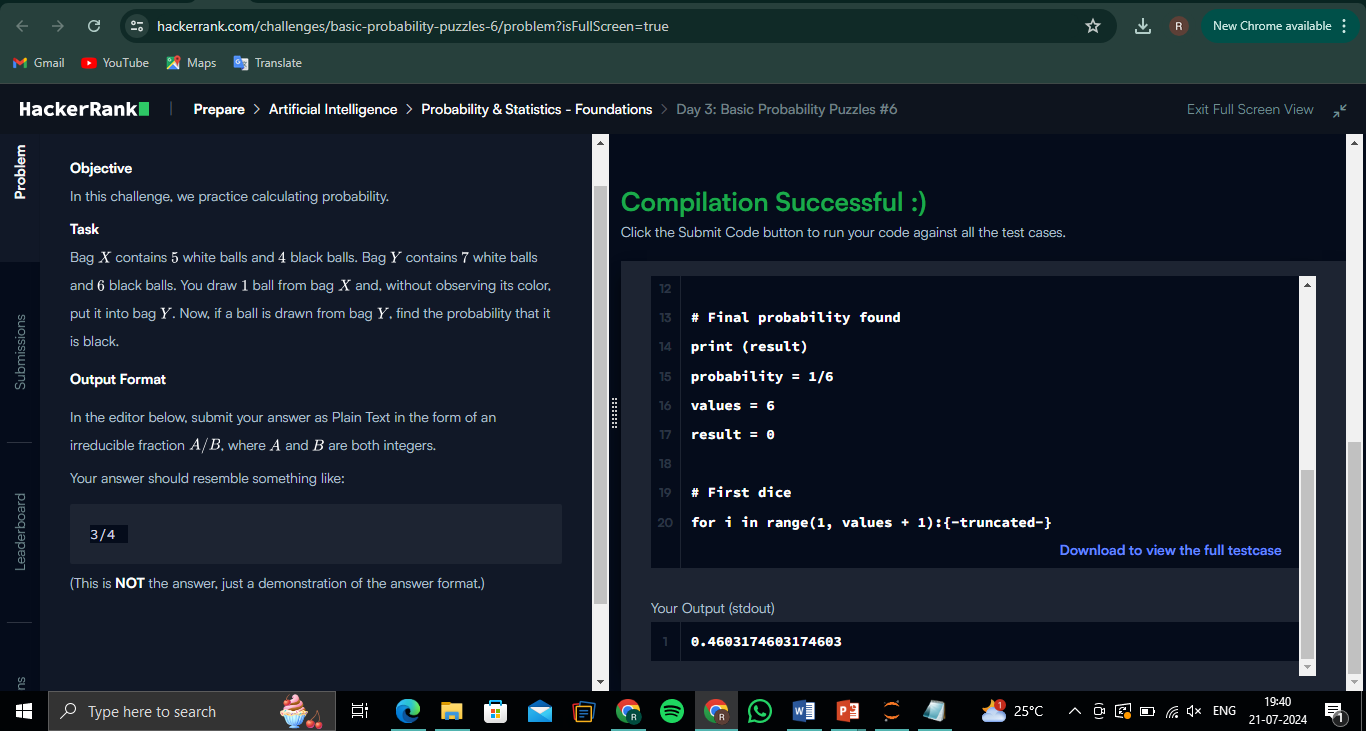 hackerrank.com/challenges/basic-probability-puzzles-6/problem?isFullScreen=true
R
New Chrome available
Gmail
YouTube
Maps
Translate
HackerRank
Prepare > Artificial Intelligence > Probability & Statistics - Foundations > Day 3: Basic Probability Puzzles #6
Exit Full Screen View
Problem
Submissions
Leaderboard
ns
Objective
In this challenge, we practice calculating probability.
Task
Bag X contains 5 white balls and 4 black balls. Bag Y contains 7 white balls
and 6 black balls. You draw 1 ball from bag X and, without observing its color,
put it into bag Y. Now, if a ball is drawn from bag Y, find the probability that it
is black.
Output Format
In the editor below, submit your answer as Plain Text in the form of an
irreducible fraction A/B, where A and B are both integers.
Your answer should resemble something like:
3/4
(This is NOT the answer, just a demonstration of the answer format.)
Compilation Successful :)
Click the Submit Code button to run your code against all the test cases.
12
13 # Final probability found
14 print (result)
15 probability = 1/6
16 values = 6
17 result = 0
18
19 # First dice
20 for i in range(1, values + 1):{-truncated-}
Download to view the full testcase
Your Output (stdout)
1 0.4603174603174603
Type here to search
R
R
W
P
1
25°C
ENG
19:40
21-07-2024
1